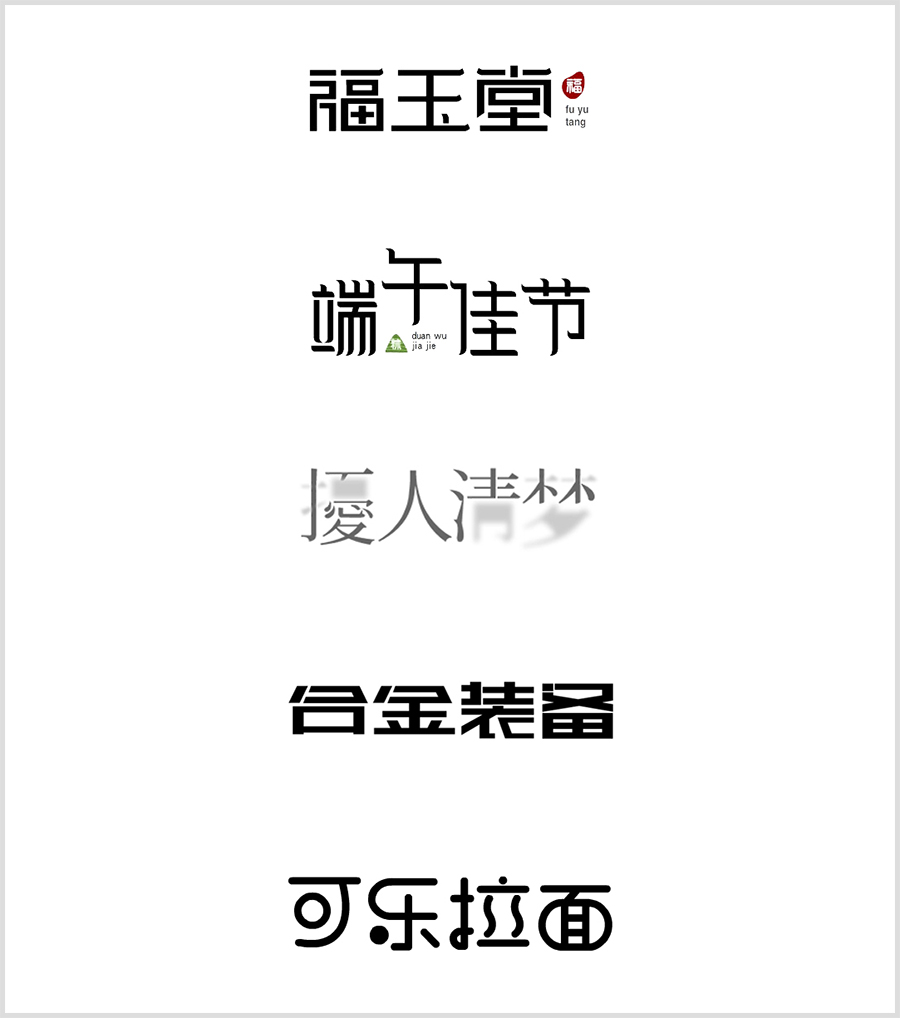 福玉堂
福
fu yu
tang
端午佳节
粽
duan wu
jia jie
擾人清梦
合金装备
可乐拉面